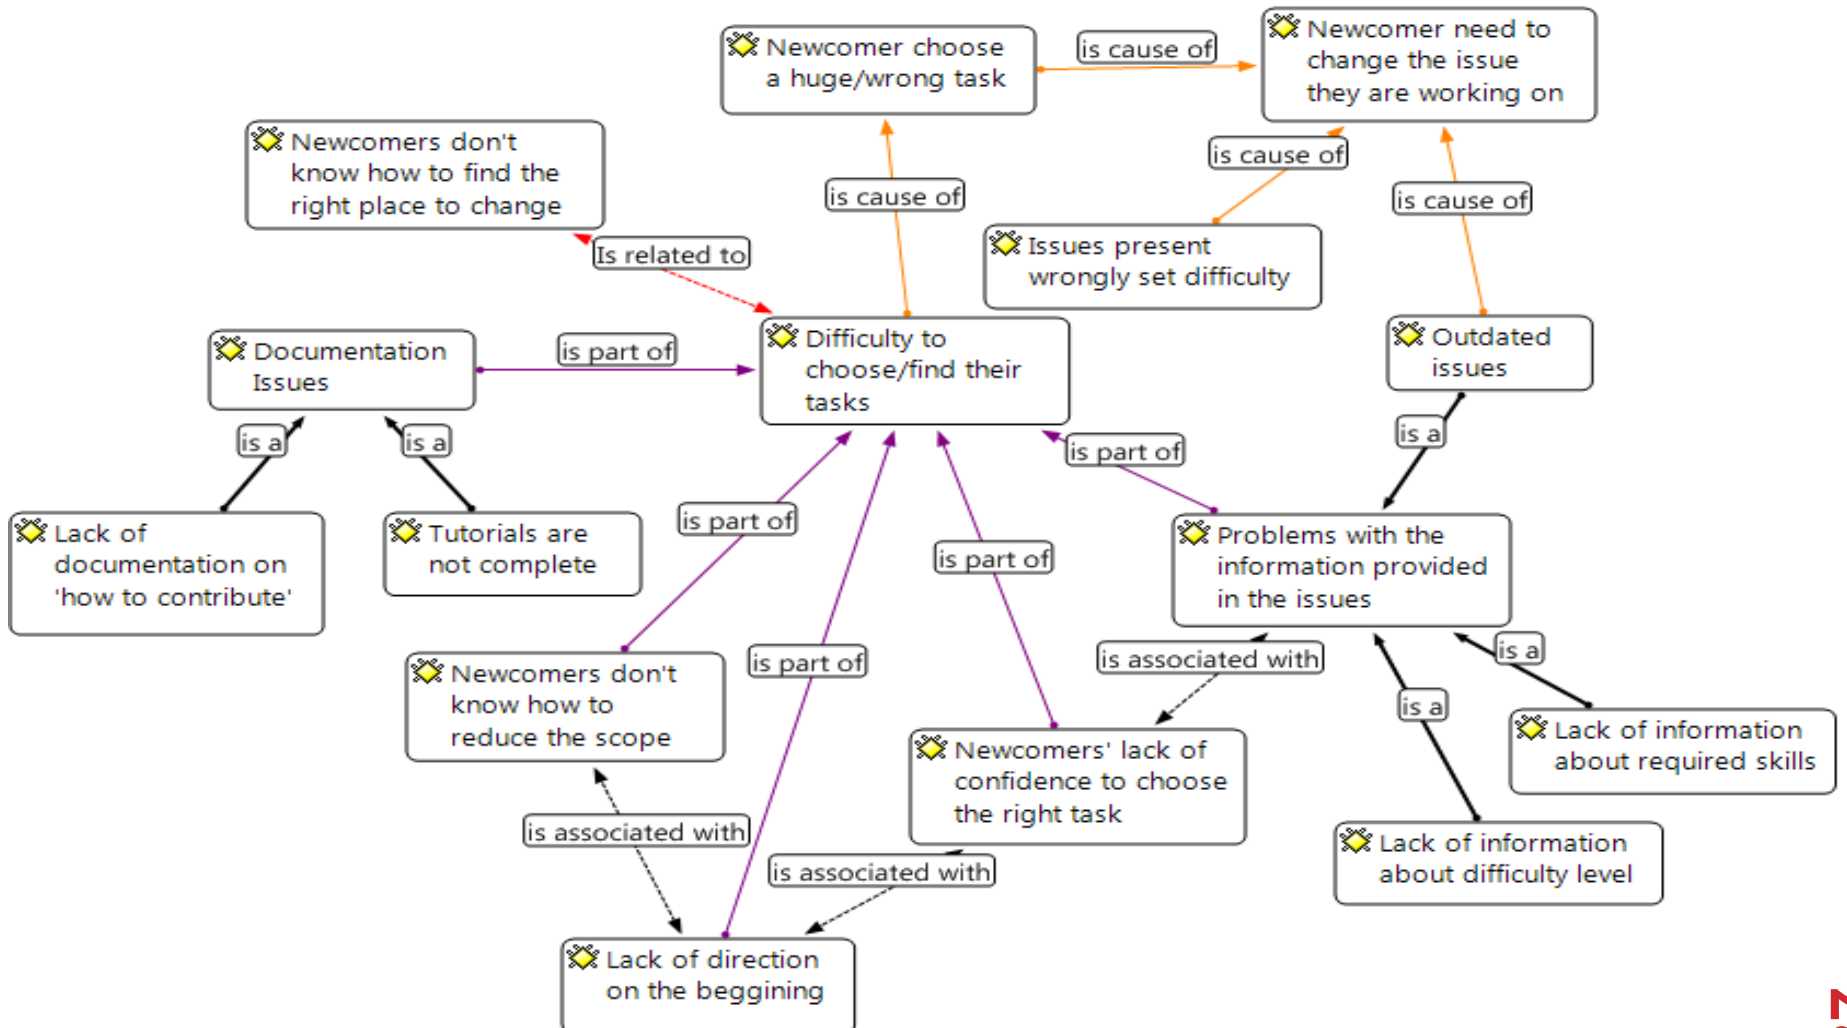 Newcomer choose
a huge/wrong task
is cause of
Newcomer need to
change the issue
they are working on
Newcomers don't
know how to find the
right place to change
is cause of
is cause of
is cause of
Is related to
Issues present
wrongly set difficulty
Documentation
Issues
is part of
Difficulty to
choose/find their
tasks
Outdated
issues
is a
is a
is a
is part of
Lack of
documentation on
'how to contribute'
Tutorials are
not complete
is part of
is part of
Problems with the
information provided
in the issues
Newcomers don't
know how to
reduce the scope
is part of
is associated with
is a
is a
Newcomers' lack of
confidence to choose
the right task
Lack of information
about required skills
is associated with
is associated with
Lack of information
about difficulty level
Lack of direction
on the beggining